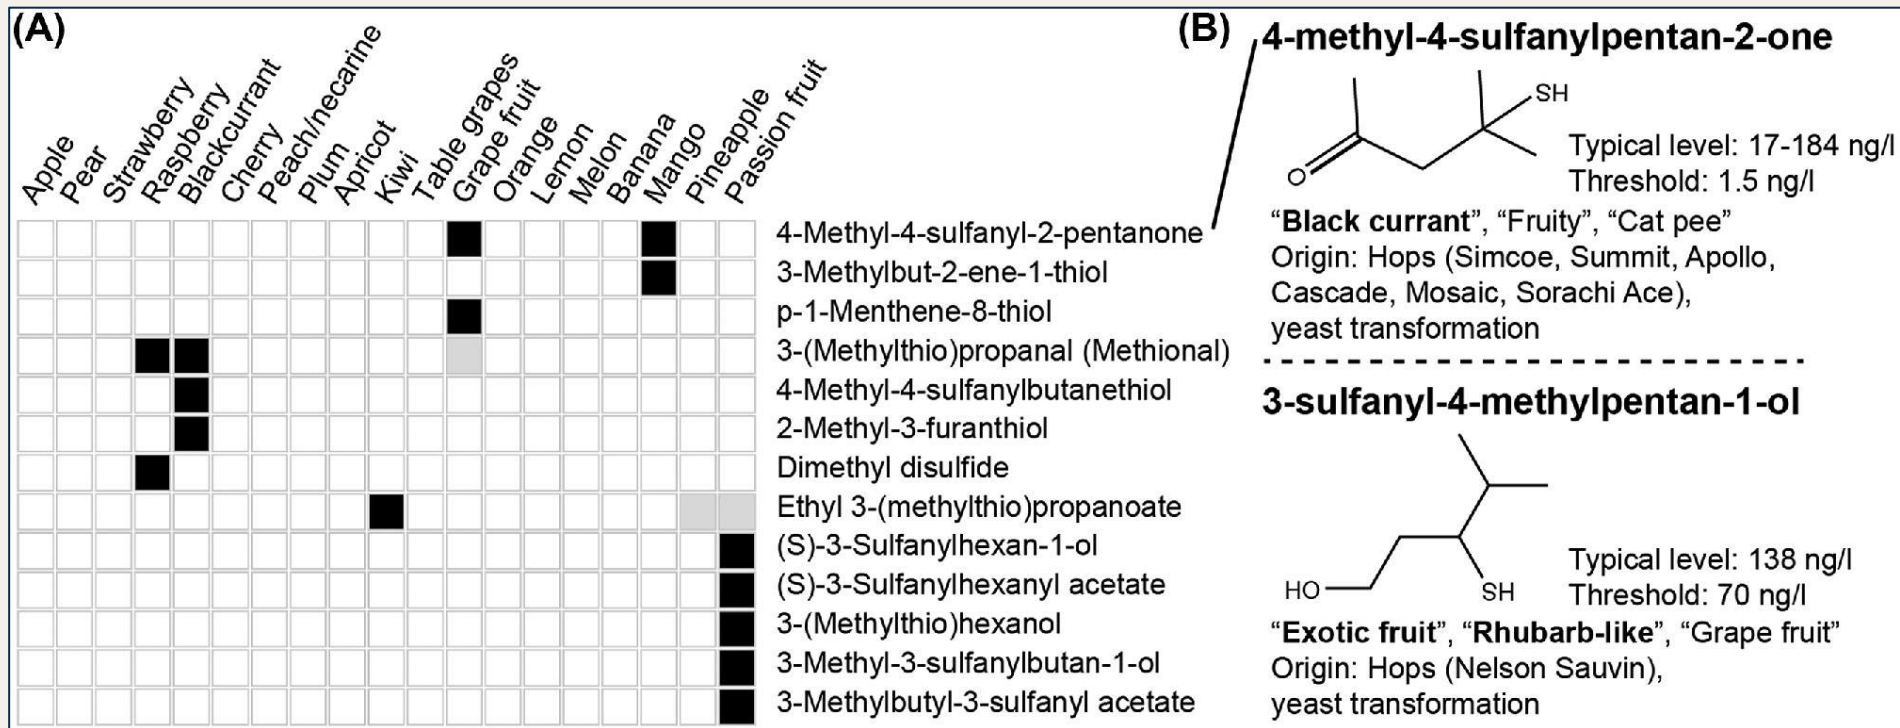 (A)
Apple
Pear
Strawberry
Raspberry
Blackcurrant
Cherry
Peach/necarine
Plum
Apricot
Kiwi
Table grapes
Grape fruit
Orange
Lemon
Melon
Banana
Mango
Pineapple
Passion fruit
4-Methyl-4-sulfanyl-2-pentanone
3-Methylbut-2-ene-1-thiol
p-1-Menthene-8-thiol
3-(Methylthio)propanal (Methional)
4-Methyl-4-sulfanylbutanethiol
2-Methyl-3-furanthiol
Dimethyl disulfide
Ethyl 3-(methylthio)propanoate
(S)-3-Sulfanylhexan-1-ol
(S)-3-Sulfanylhexanyl acetate
3-(Methylthio)hexanol
3-Methyl-3-sulfanylbutan-1-ol
3-Methylbutyl-3-sulfanyl acetate
(B)
4-methyl-4-sulfanylpentan-2-one
SH
O
Typical level: 17-184 ng/l
Threshold: 1.5 ng/l
“Black currant”, “Fruity”, “Cat pee”
Origin: Hops (Simcoe, Summit, Apollo,
Cascade, Mosaic, Sorachi Ace),
yeast transformation
3-sulfanyl-4-methylpentan-1-ol
HO
SH
Typical level: 138 ng/l
Threshold: 70 ng/l
“Exotic fruit”, “Rhubarb-like”, “Grape fruit”
Origin: Hops (Nelson Sauvin),
yeast transformation